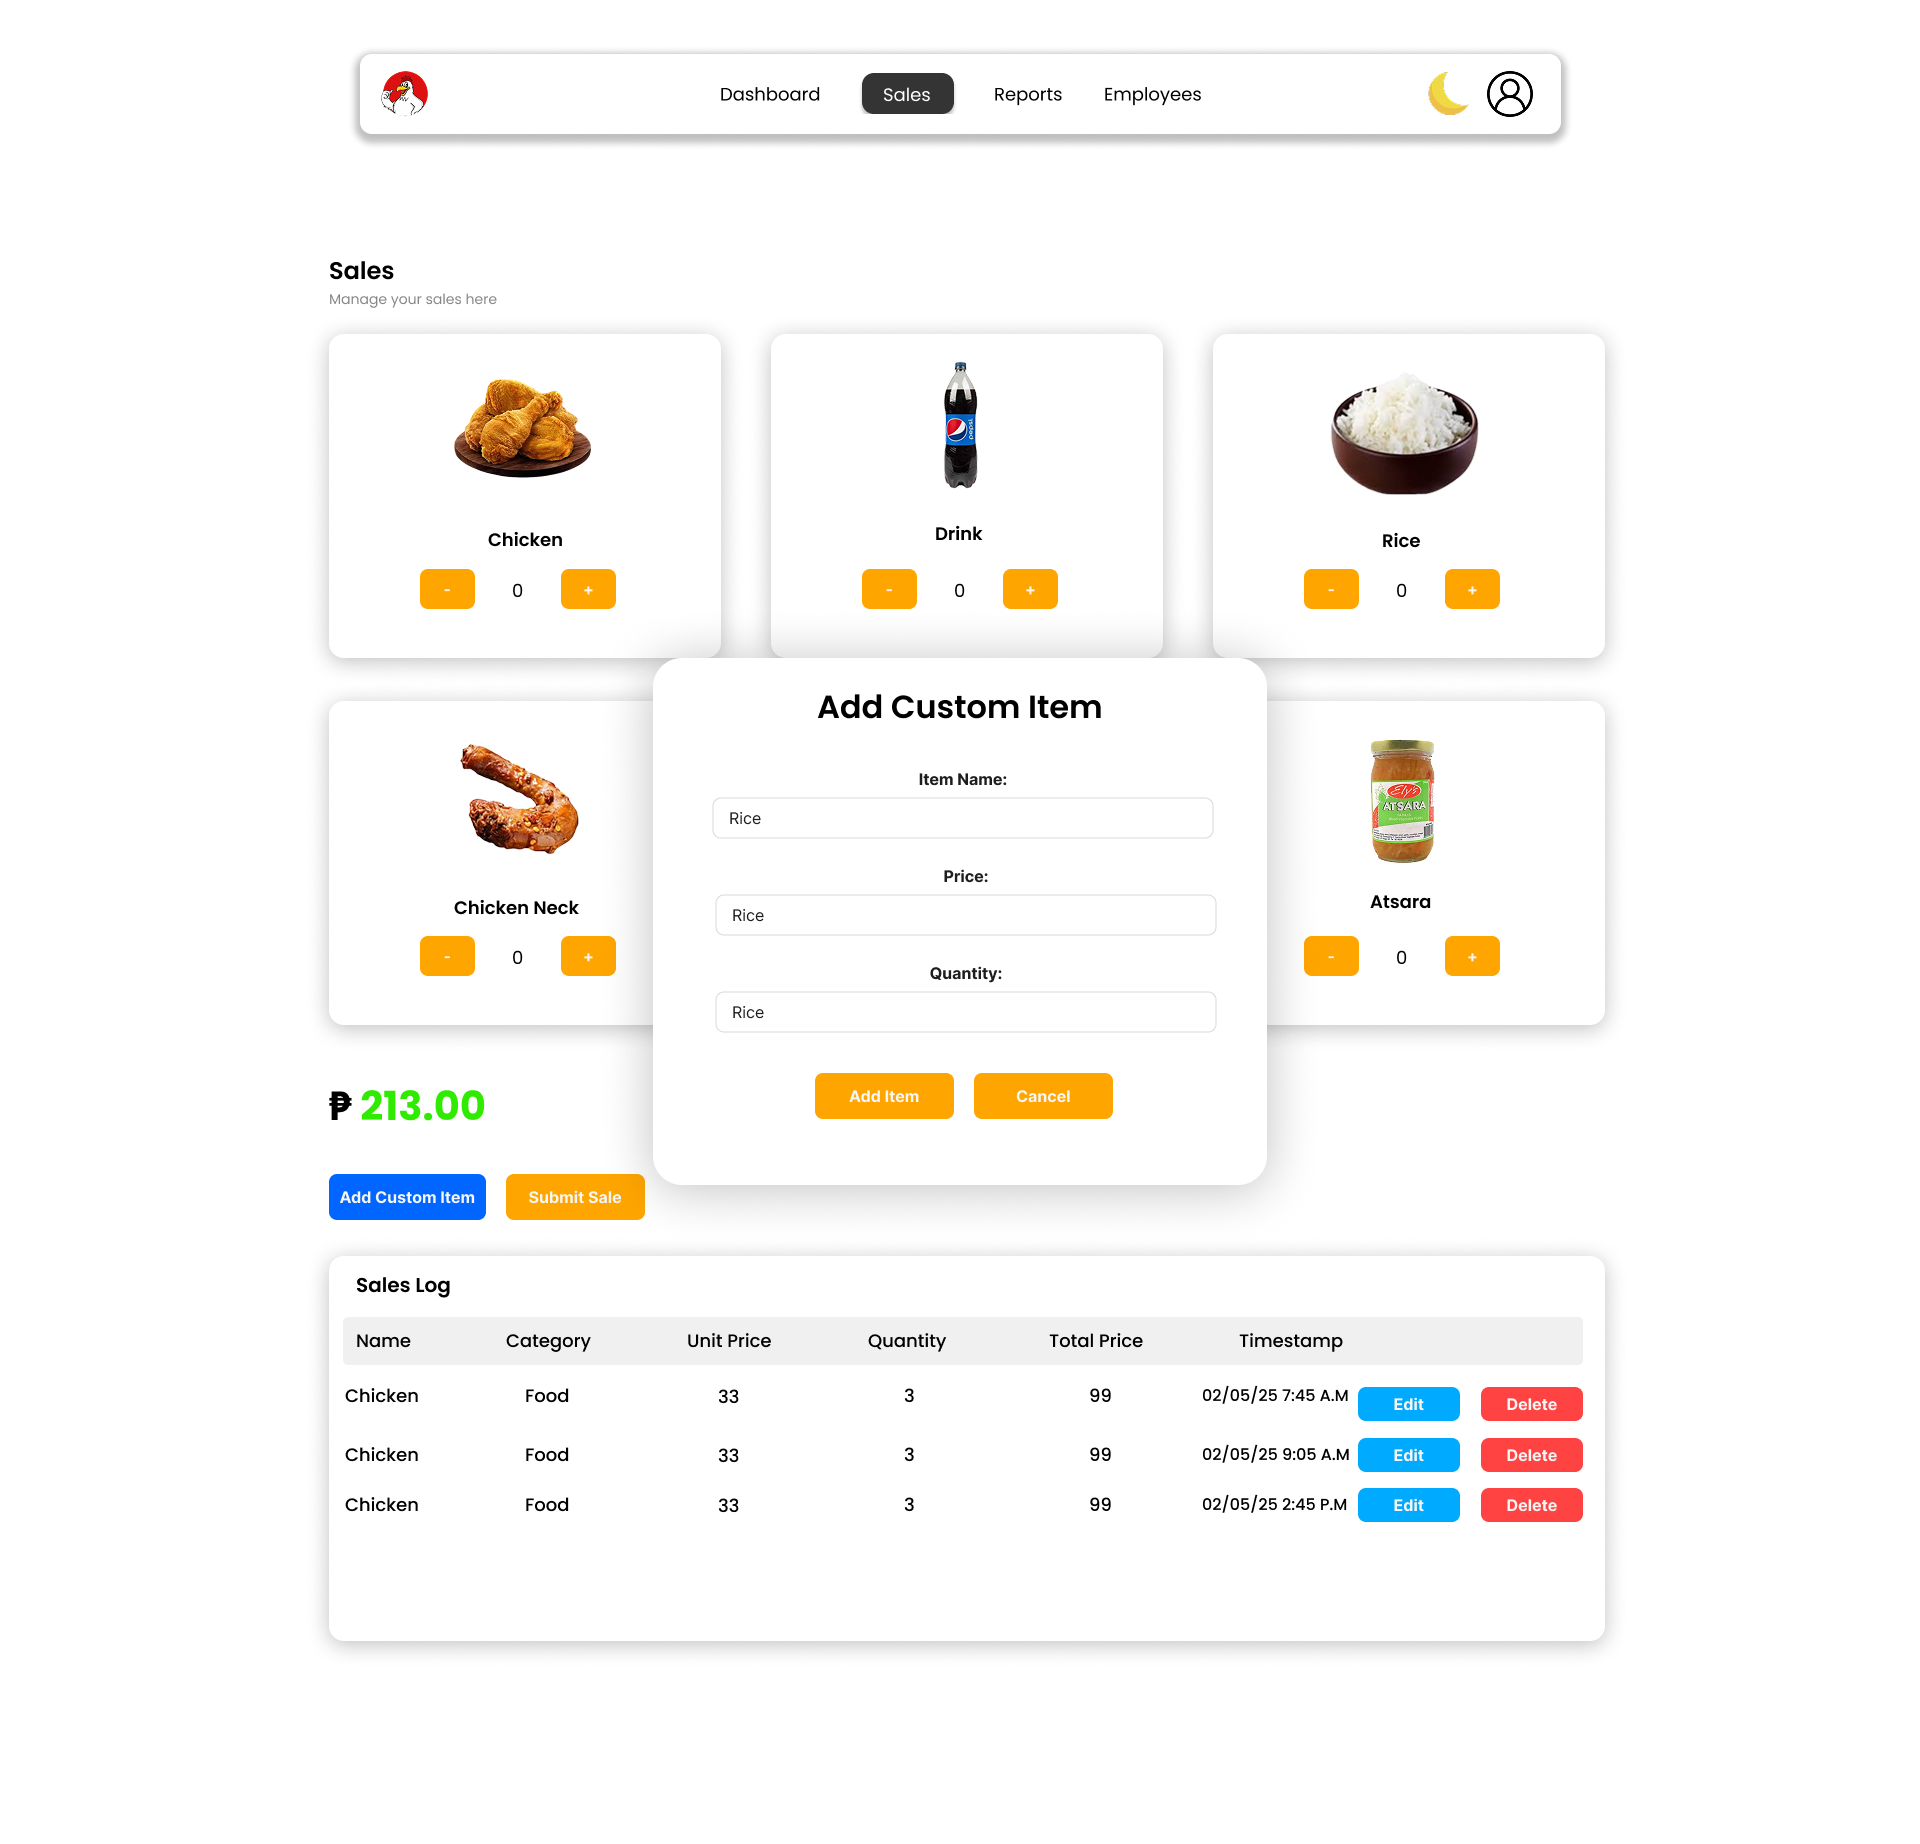 Dashboard Sales Reports Employees
Sales
Manage your sales here
pepsi
Chicken Drink Rice
- 0 + - 0 + - 0 +
Add Custom Item
Item Name:
Rice
Price:
Rice
Quantity:
Rice
Add Item Cancel
Ely's
ATSARA
Chicken Neck Atsara
- 0 + - 0 +
₱ 213.00
Add Custom Item Submit Sale
Sales Log
Name Category Unit Price Quantity Total Price Timestamp
Chicken Food 33 3 99 02/05/25 7:45 A.M Edit Delete
Chicken Food 33 3 99 02/05/25 9:05 A.M Edit Delete
Chicken Food 33 3 99 02/05/25 2:45 P.M Edit Delete